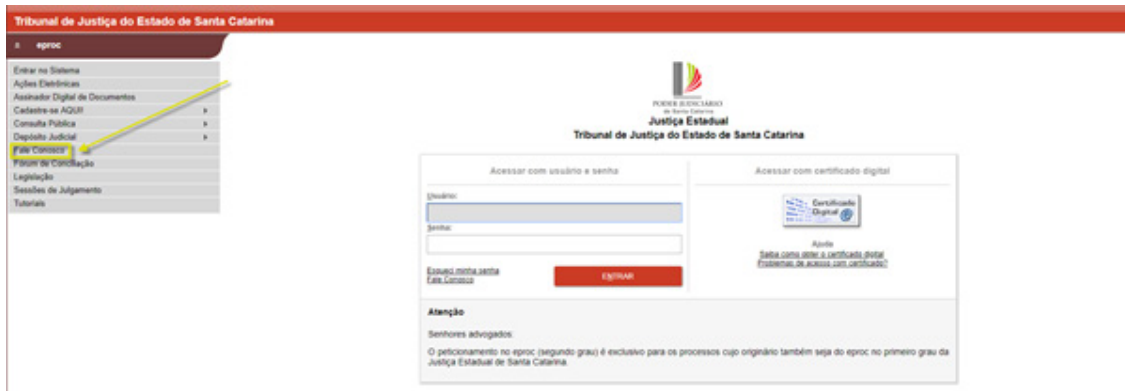 Tribunal de Justiça do Estado de Santa Catarina
x eproc
Entrar no Sistema
Ações Eletrônicas
Assinador Digital de Documentos
Cadastre-se AQUI!
Consulta Pública
Depósito Judicial
Fale Conosco
Fórum de Conciliação
Legislação
Sessões de Julgamento
Tutoriais
PODER JUDICIÁRIO
de Santa Catarina
Justiça Estadual
Tribunal de Justiça do Estado de Santa Catarina
Acessar com usuário e senha
Usuário:
Senha:
Esqueci minha senha
Fale Conosco
ENTRAR
Acessar com certificado digital
Certificado
Digital
Ajuda
Saiba como obter o certificado digital
Problemas de acesso com certificado?
Atenção
Senhores advogados:
O peticionamento no eproc (segundo grau) é exclusivo para os processos cujo originário também seja do eproc no primeiro grau da
Justiça Estadual de Santa Catarina.